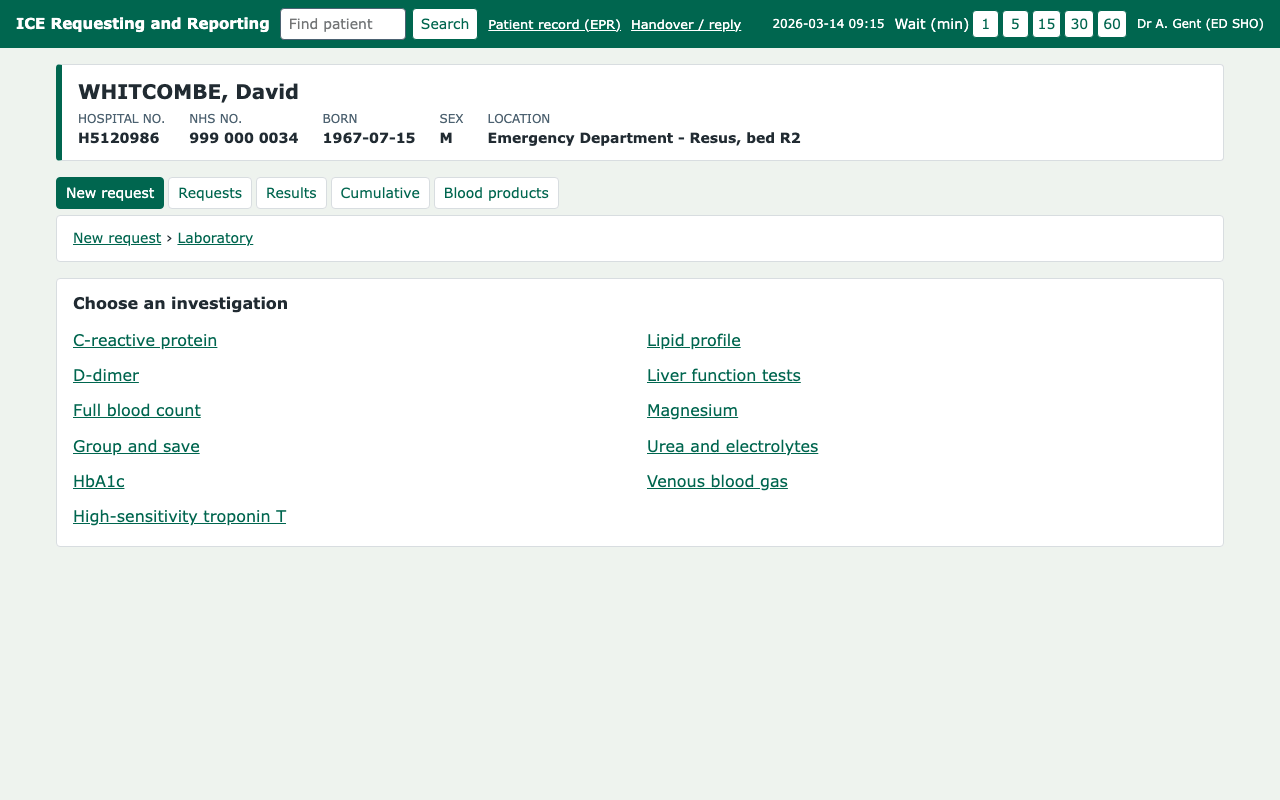 ICE Requesting and Reporting Find patient Search Patient record (EPR) Handover / reply 2026-03-14 09:15 Wait (min) 1 5 15 30 60 Dr A. Gent (ED SHO)
WHITCOMBE, David
HOSPITAL NO. NHS NO. BORN SEX LOCATION
H5120986 999 000 0034 1967-07-15 M Emergency Department - Resus, bed R2
New request Requests Results Cumulative Blood products
New request › Laboratory
Choose an investigation
C-reactive protein
D-dimer
Full blood count
Group and save
HbA1c
High-sensitivity troponin T
Lipid profile
Liver function tests
Magnesium
Urea and electrolytes
Venous blood gas